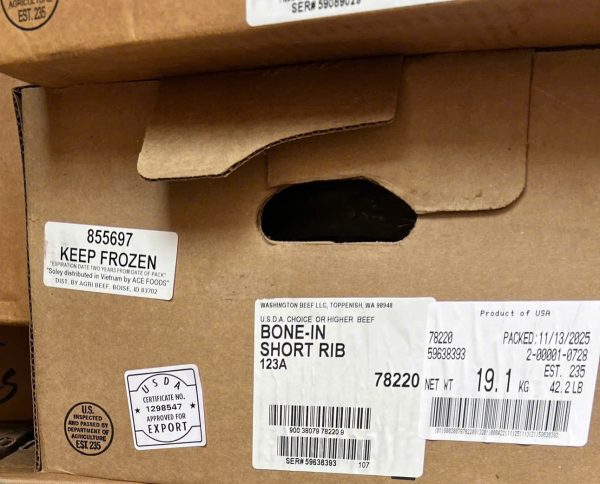 AGRICULTURE
EST. 235
SER# 59089029
855697
KEEP FROZEN
"EXPIRATION DATE TWO YEARS FROM DATE OF PACK"
"Soley distributed in Vietnam by ACE FOODS"
DIST. BY AGRI BEEF, BOISE, ID 83702
WASHINGTON BEEF LLC, TOPPENISH, WA 98948
U.S.D.A. CHOICE OR HIGHER BEEF
BONE-IN
SHORT RIB
123A
78220
900 38079 78220 9
SER# 59638393
107
Product of USA
78220 PACKED:11/13/2025
59638393 2-00001-0728
EST. 235
NET WT 19.1 KG 42.2LB
USDA
CERTIFICATE NO.
1298547
APPROVED FOR
EXPORT
U.S.
INSPECTED
AND PASSED BY
DEPARTMENT OF
AGRICULTURE
EST. 235